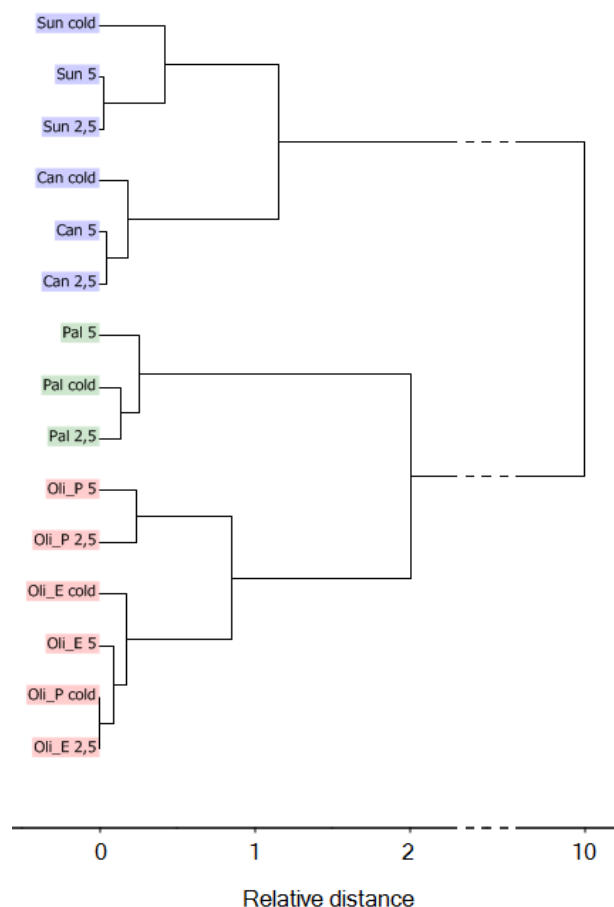 Sun cold
Sun 5
Sun 2,5
Can cold
Can 5
Can 2,5
Pal 5
Pal cold
Pal 2,5
Oli_P 5
Oli_P 2,5
Oli_E cold
Oli_E 5
Oli_P cold
Oli_E 2,5
0 1 2 10
Relative distance